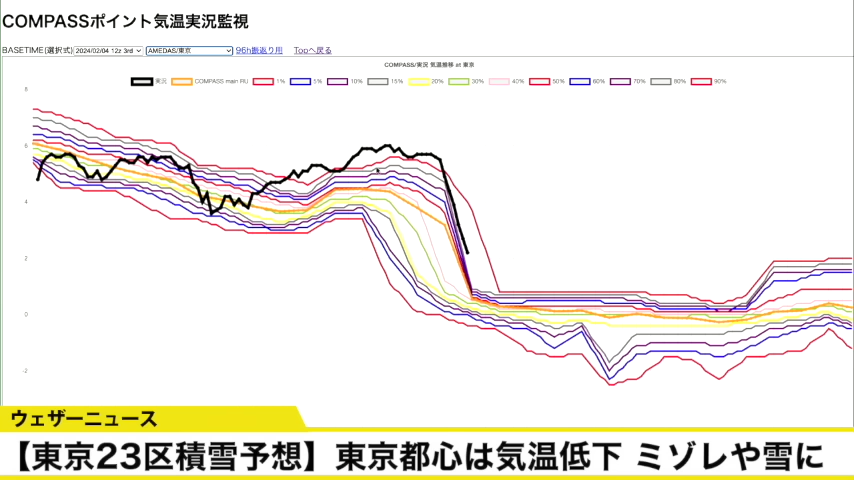 COMPASSポイント気温実況監視
BASETIME(選択式) 2024/02/04 12z 3rd AMEDAS/東京 96h振返り用 Topへ戻る
COMPASS/実況 気温推移 at 東京
実況 COMPASS main RU 1% 5% 10% 15% 20% 30% 40% 50% 60% 70% 80% 90%
8
6
4
2
0
-2
ウェザーニュース
【東京23区積雪予想】東京都心は気温低下 ミゾレや雪に